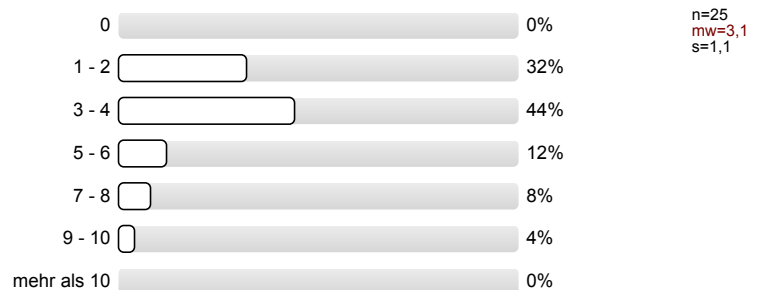 0 0%
n=25
mw=3,1
s=1,1
1 - 2 32%
3 - 4 44%
5 - 6 12%
7 - 8 8%
9 - 10 4%
mehr als 10 0%